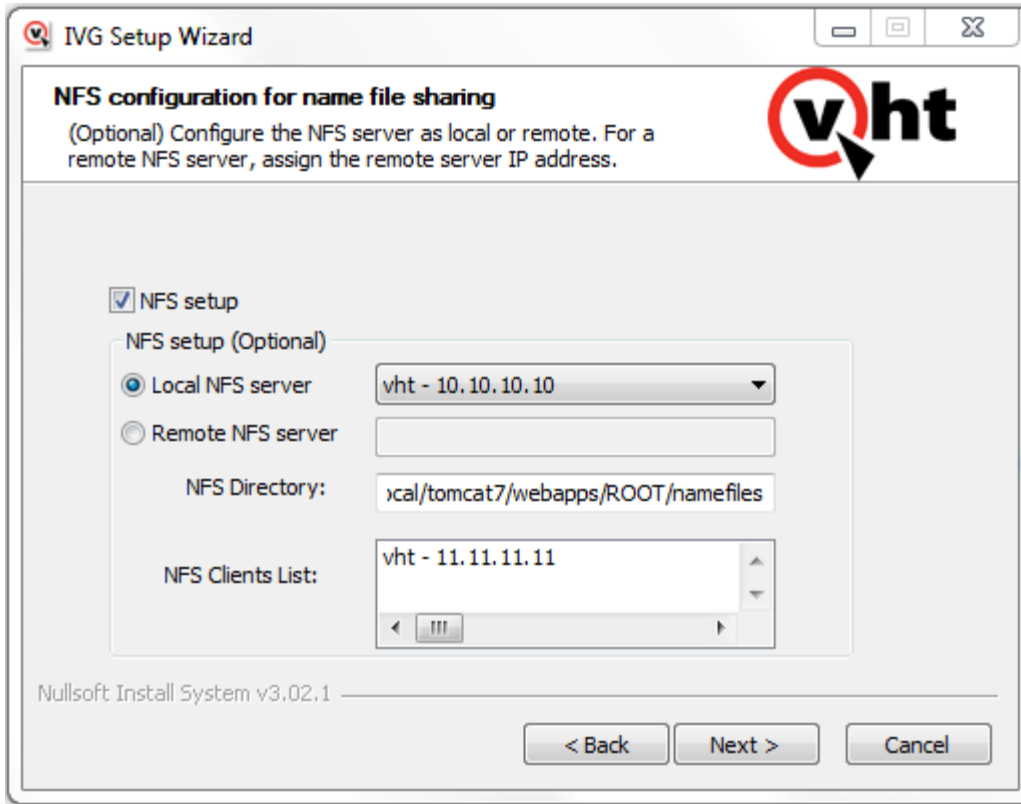 IVG Setup Wizard
NFS configuration for name file sharing
(Optional) Configure the NFS server as local or remote. For a
remote NFS server, assign the remote server IP address.
vht
NFS setup
NFS setup (Optional)
Local NFS server
vht - 10.10.10.10
Remote NFS server
NFS Directory:
ocal/tomcat7/webapps/ROOT/namefiles
NFS Clients List:
vht - 11.11.11.11
Nullsoft Install System v3.02.1
< Back
Next >
Cancel